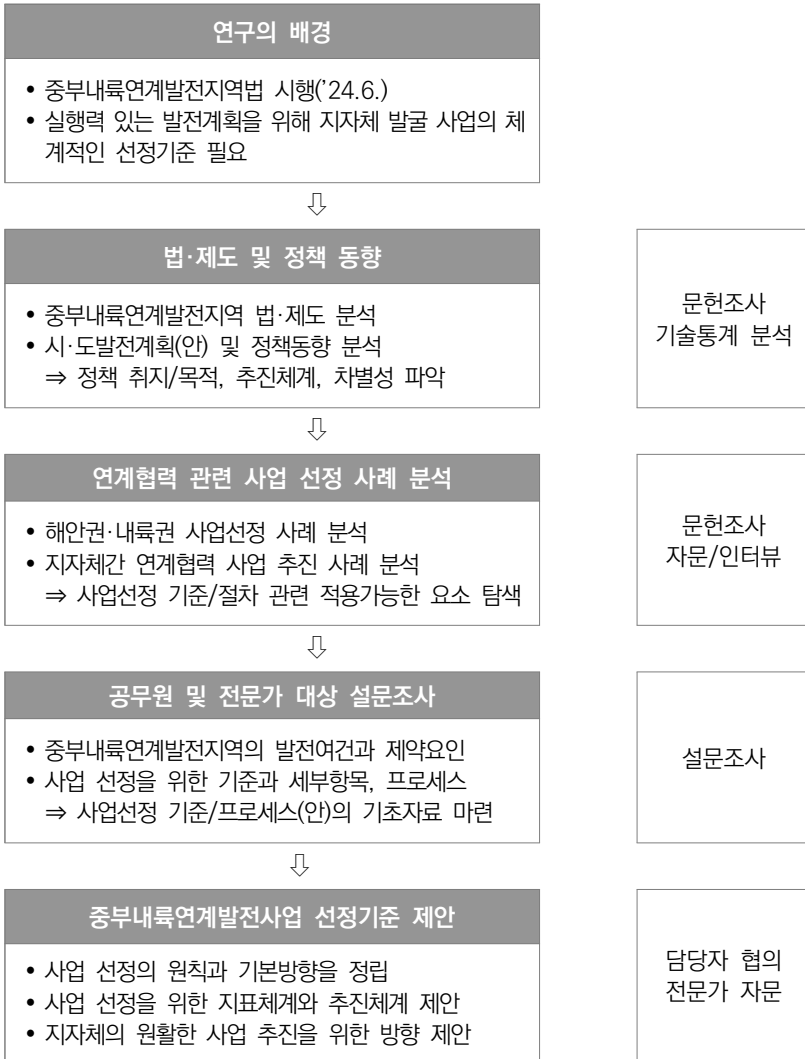 연구의 배경
• 중부내륙연계발전지역법 시행('24.6.)
• 실행력 있는 발전계획을 위해 지자체 발굴 사업의 체
계적인 선정기준 필요
⇩
법·제도 및 정책 동향
• 중부내륙연계발전지역 법·제도 분석
• 시·도발전계획(안) 및 정책동향 분석
⇒ 정책 취지/목적, 추진체계, 차별성 파악
문헌조사
기술통계 분석
⇩
연계협력 관련 사업 선정 사례 분석
• 해안권·내륙권 사업선정 사례 분석
• 지자체간 연계협력 사업 추진 사례 분석
⇒ 사업선정 기준/절차 관련 적용가능한 요소 탐색
문헌조사
자문/인터뷰
⇩
공무원 및 전문가 대상 설문조사
• 중부내륙연계발전지역의 발전여건과 제약요인
• 사업 선정을 위한 기준과 세부항목, 프로세스
⇒ 사업선정 기준/프로세스(안)의 기초자료 마련
설문조사
⇩
중부내륙연계발전사업 선정기준 제안
• 사업 선정의 원칙과 기본방향을 정립
• 사업 선정을 위한 지표체계와 추진체계 제안
• 지자체의 원활한 사업 추진을 위한 방향 제안
담당자 협의
전문가 자문